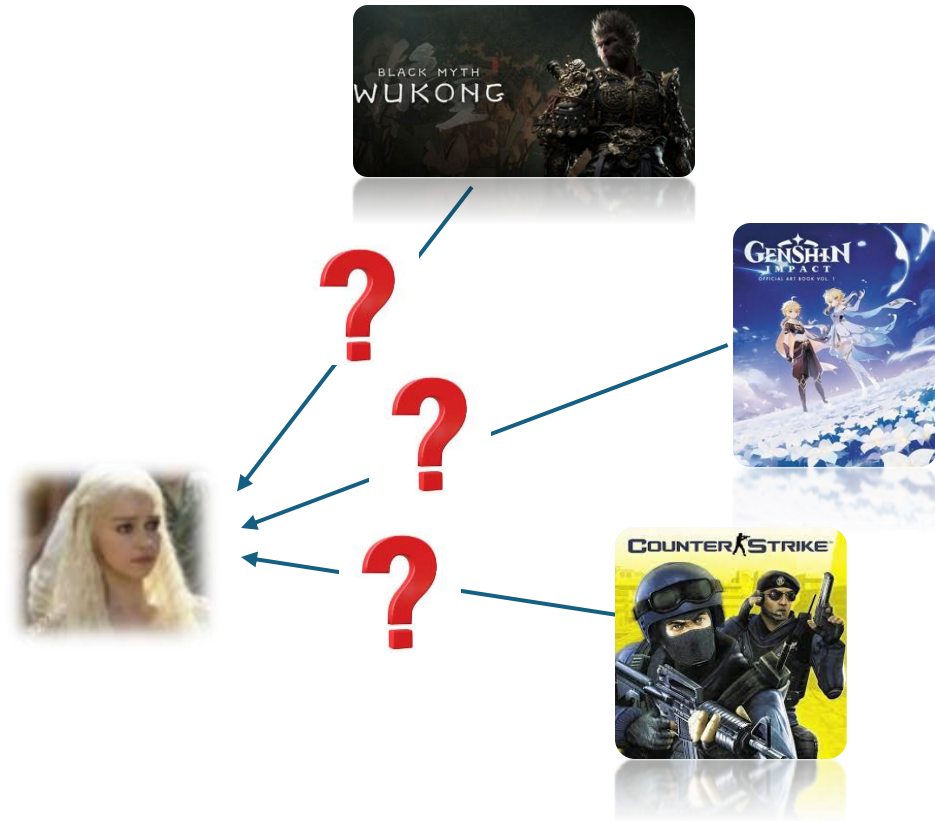 BLACK MYTH
WUKONG
GENSHIN
IMPACT
OFFICIAL ART BOOK VOL. 1
COUNTER STRIKE